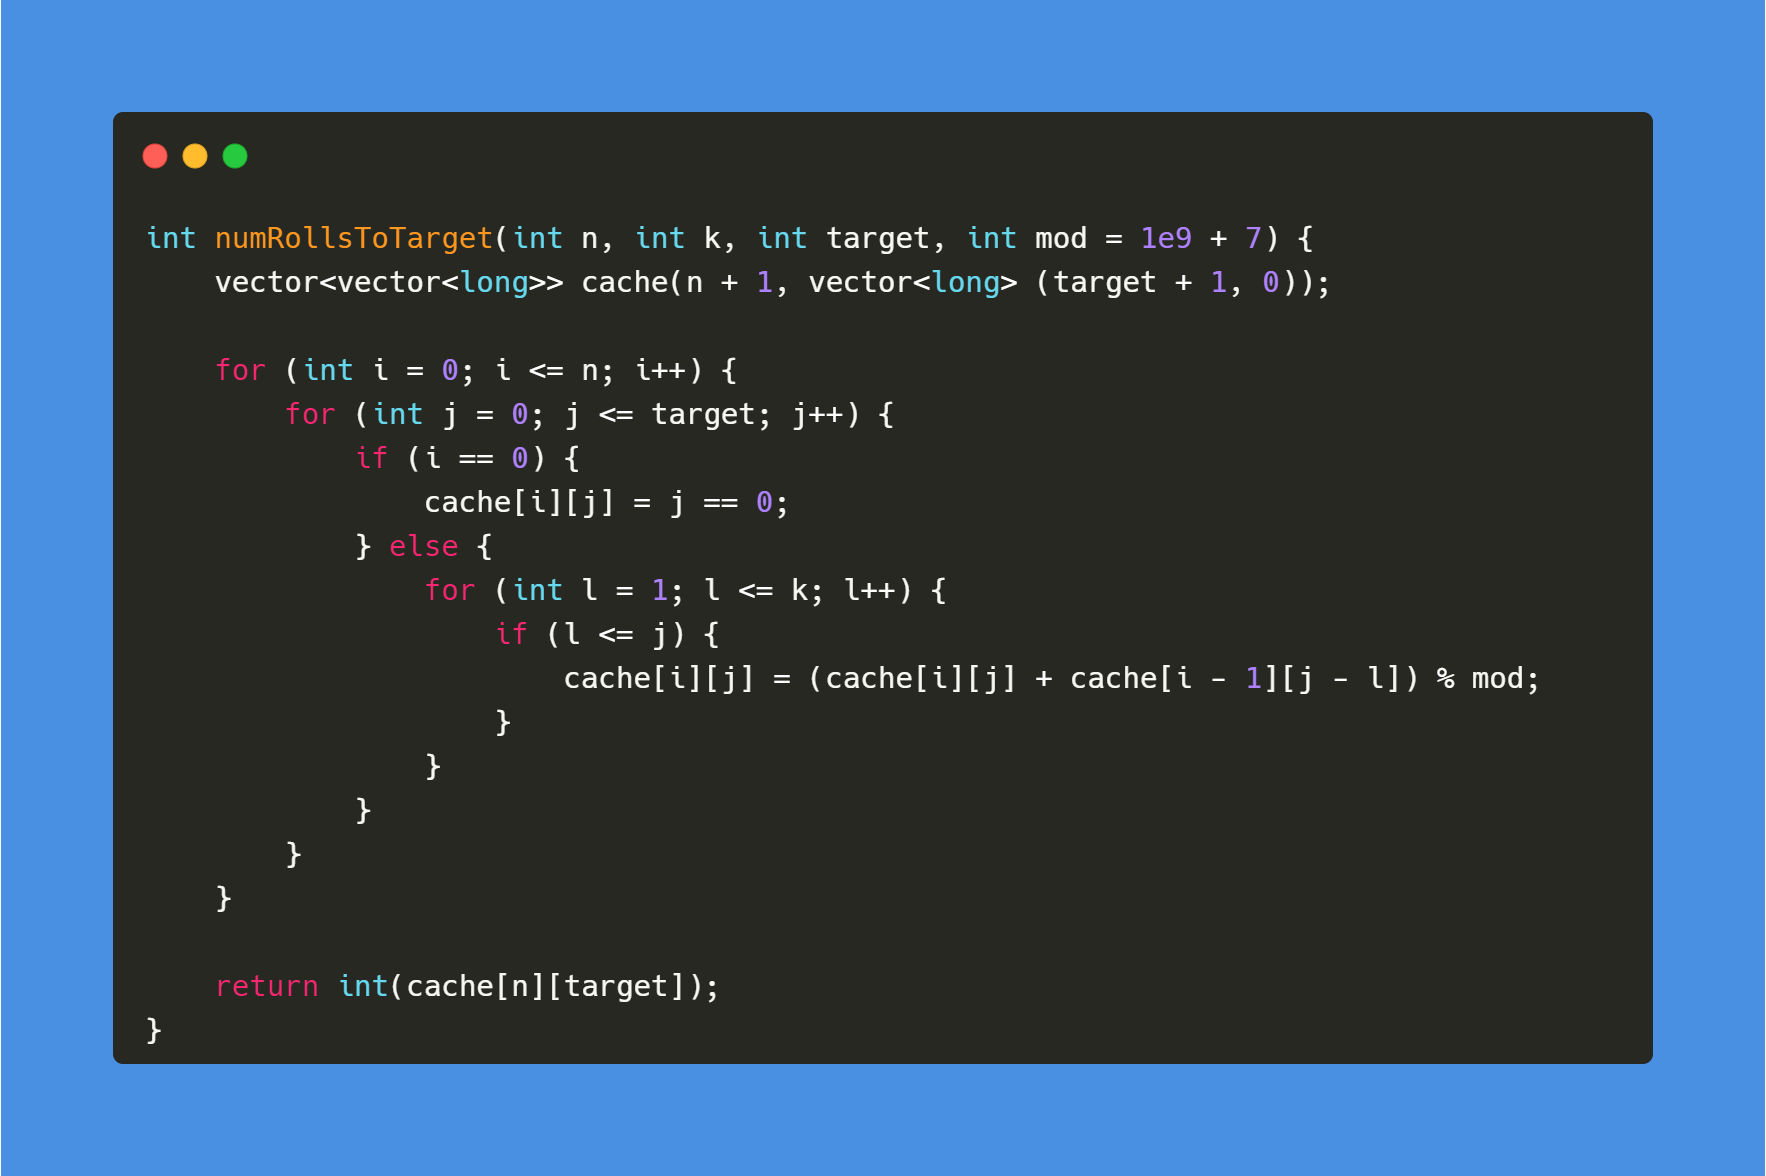 int numRollsToTarget(int n, int k, int target, int mod = 1e9 + 7) {
    vector<vector<long>> cache(n + 1, vector<long> (target + 1, 0));

    for (int i = 0; i <= n; i++) {
        for (int j = 0; j <= target; j++) {
            if (i == 0) {
                cache[i][j] = j == 0;
            } else {
                for (int l = 1; l <= k; l++) {
                    if (l <= j) {
                        cache[i][j] = (cache[i][j] + cache[i - 1][j - l]) % mod;
                    }
                }
            }
        }
    }

    return int(cache[n][target]);
}